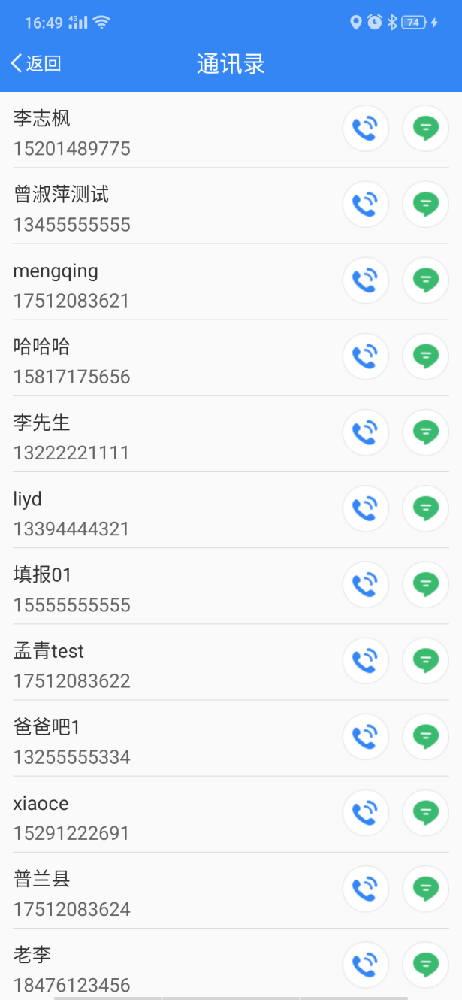 16:49 4G 74
返回 通讯录
李志枫
15201489775
曾淑萍测试
13455555555
mengqing
17512083621
哈哈哈
15817175656
李先生
13222221111
liyd
13394444321
填报01
15555555555
孟青test
17512083622
爸爸吧1
13255555334
xiaoce
15291222691
普兰县
17512083624
老李
18476123456